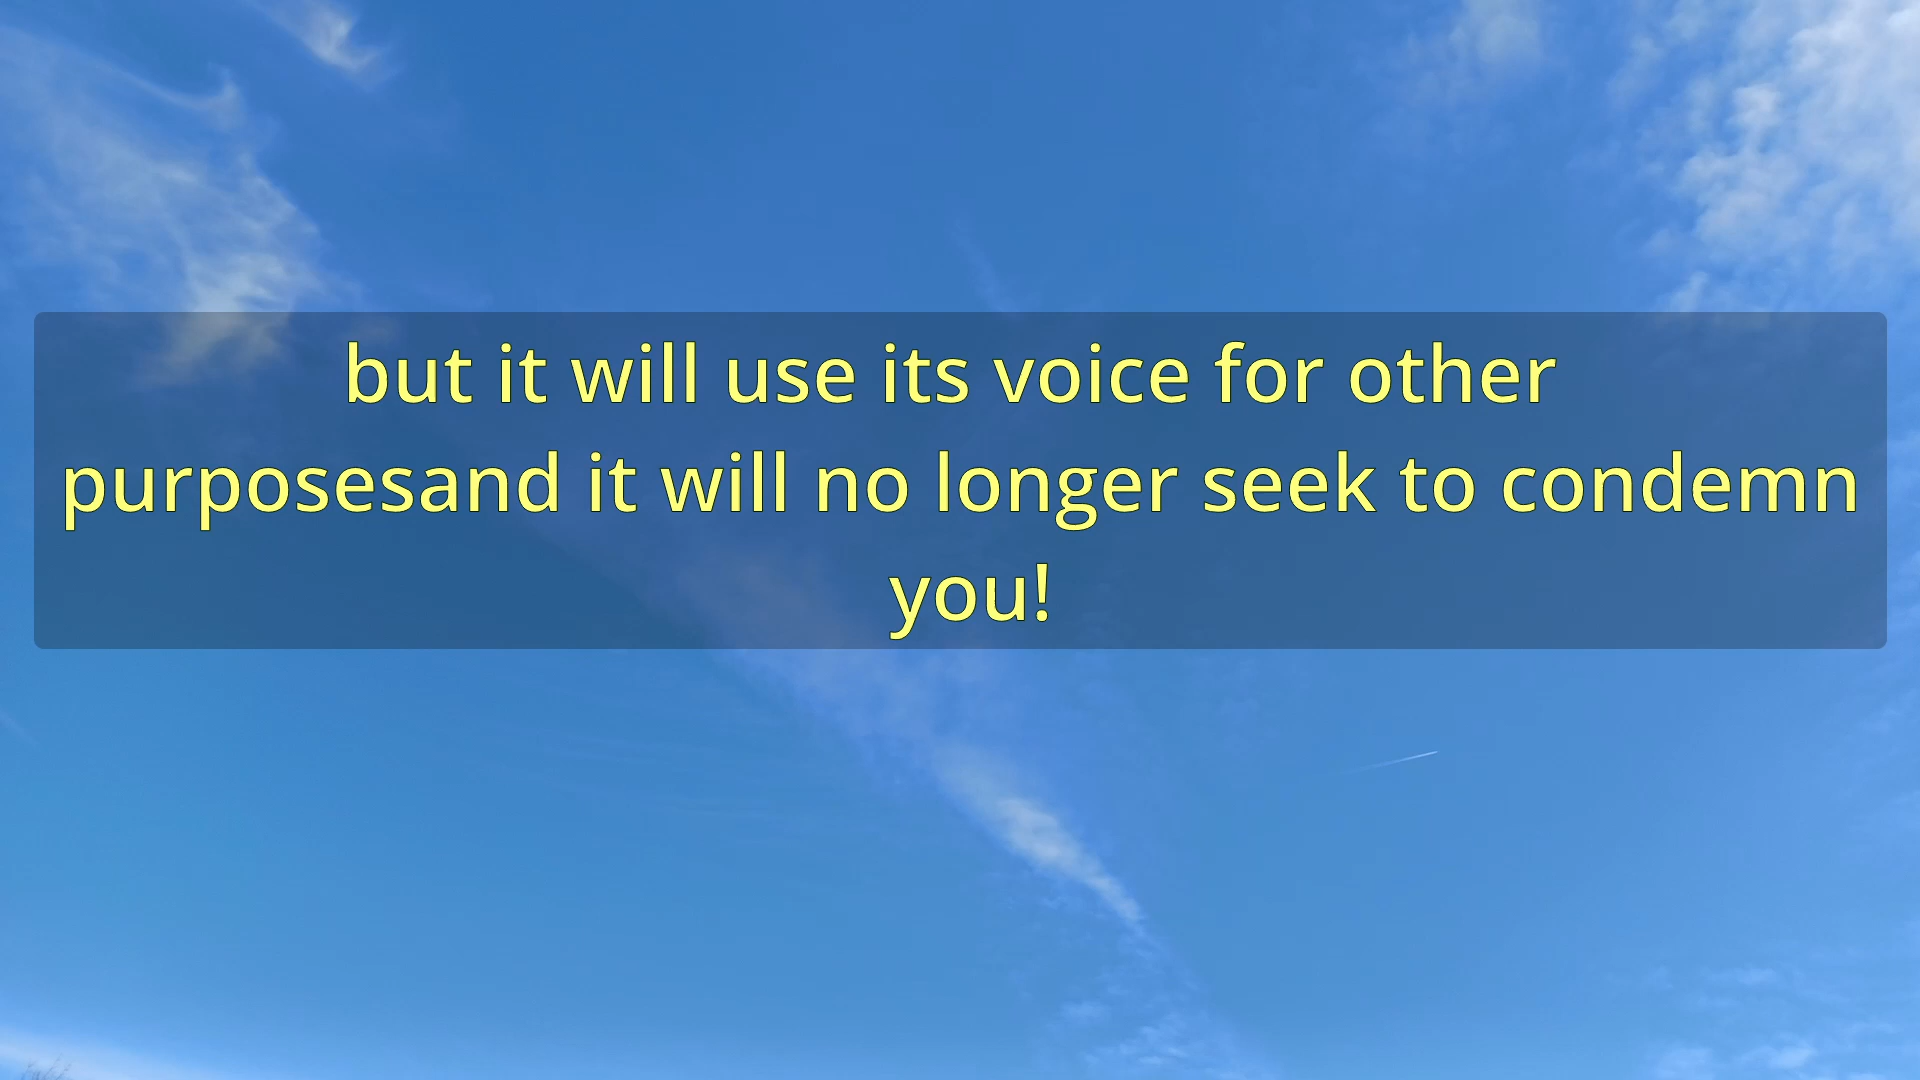 but it will use its voice for other
purposesand it will no longer seek to condemn
you!